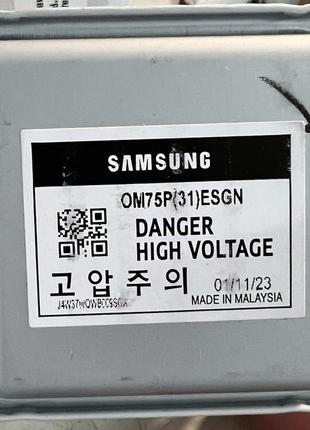 SAMSUNG
OM75P(31)ESGN
DANGER
HIGH VOLTAGE
고압주의
01/11/23
MADE IN MALAYSIA